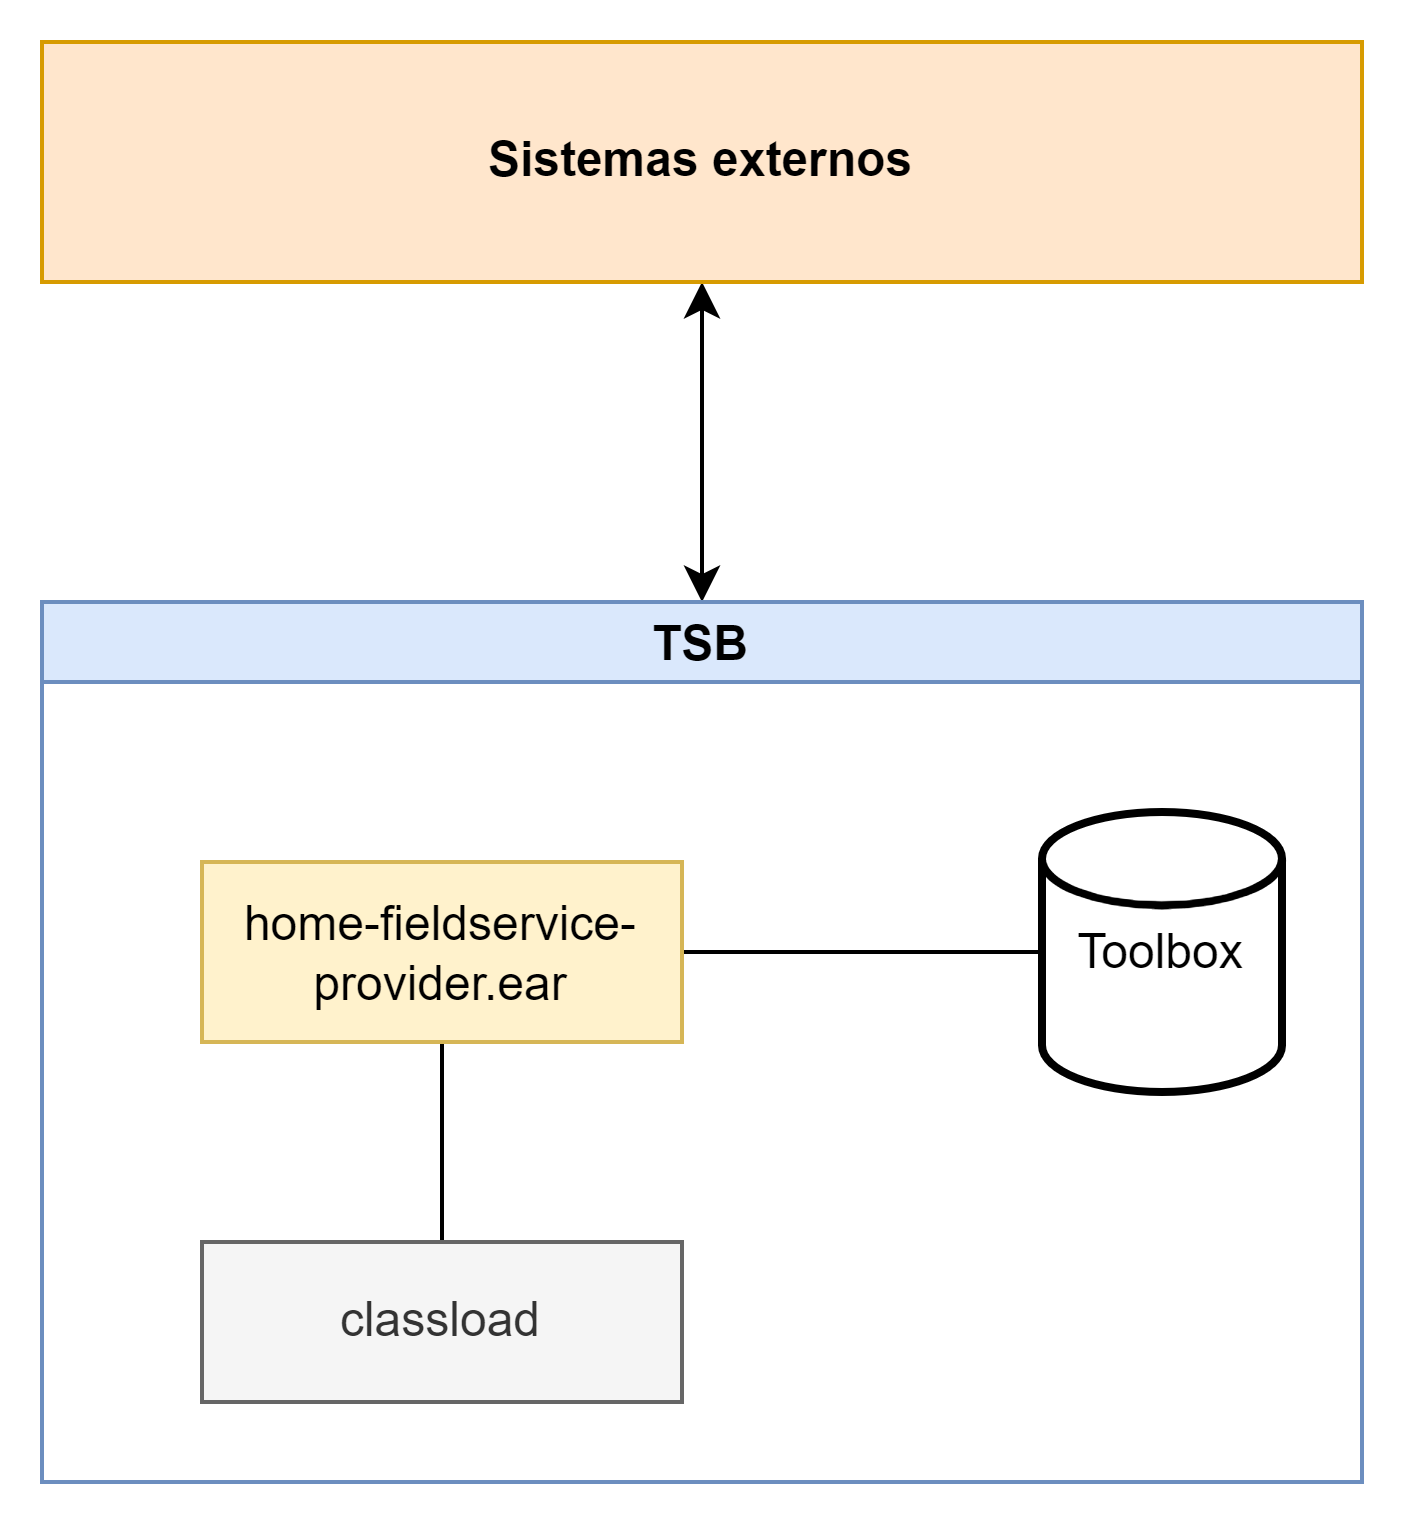 Sistemas externos
TSB
home-fieldservice-
provider.ear
Toolbox
classload